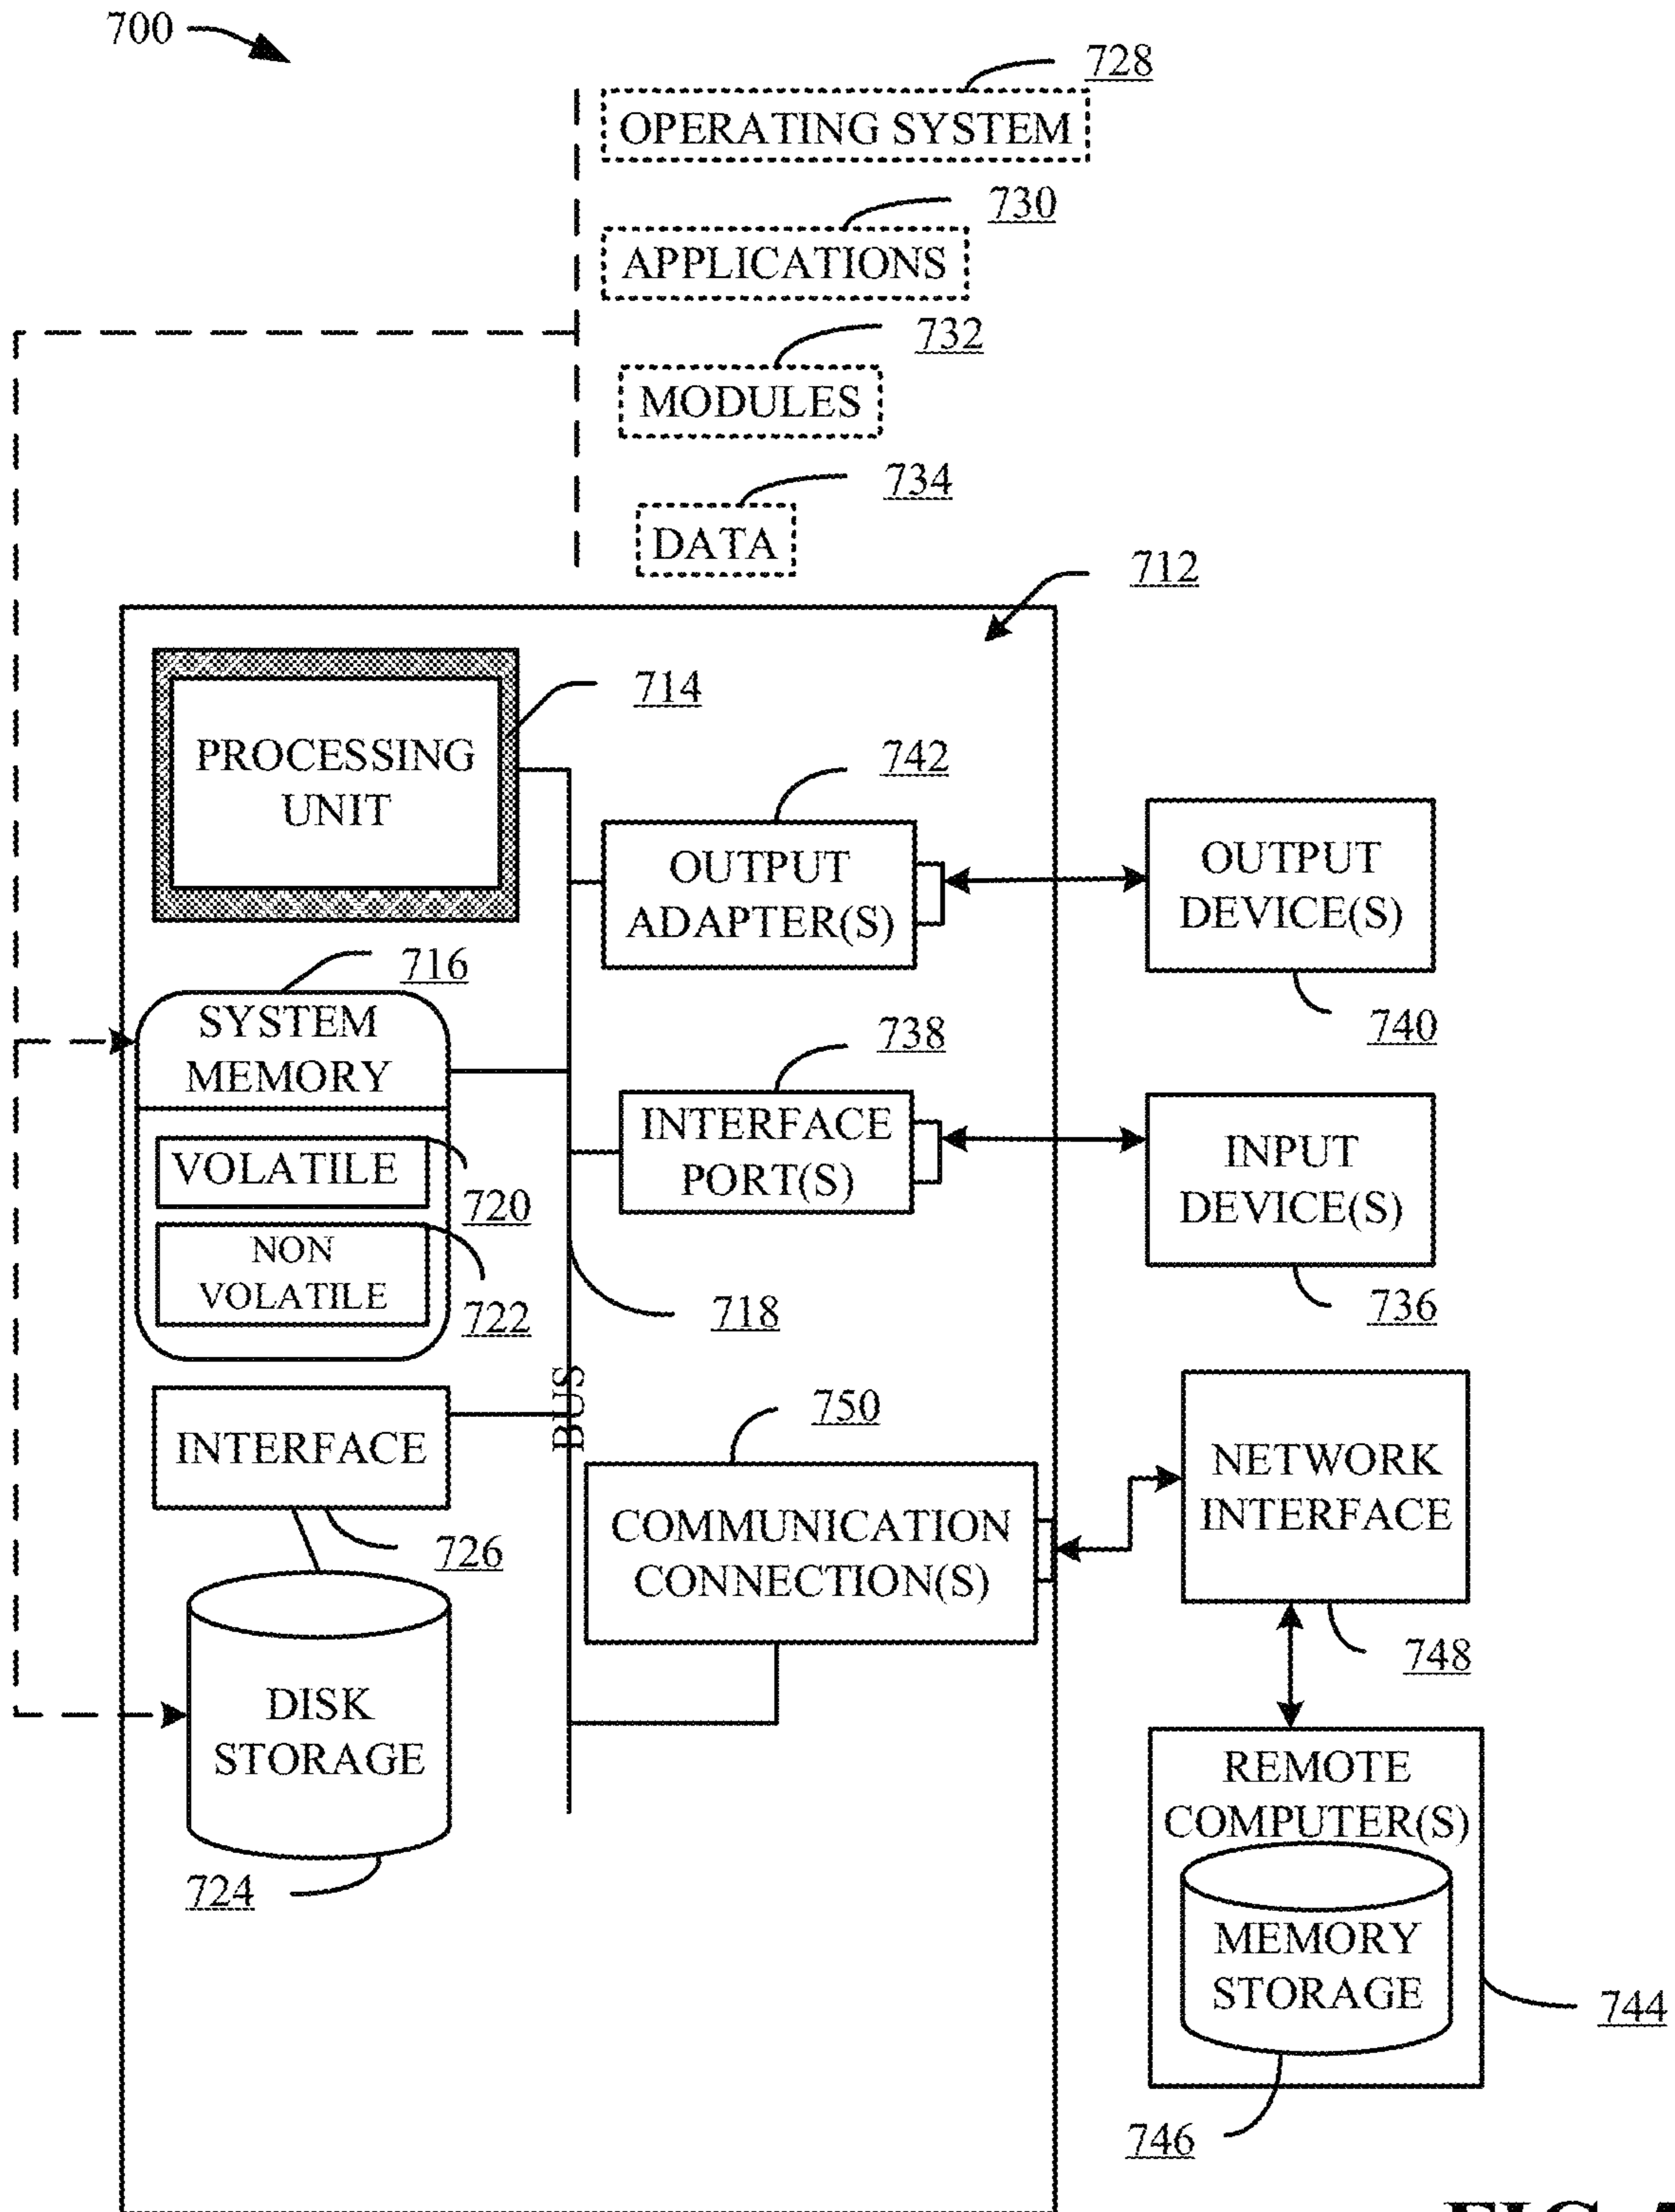 700
728
OPERATING SYSTEM
730
APPLICATIONS
732
MODULES
734
DATA
712
714
PROCESSING
UNIT
742
OUTPUT
ADAPTER(S)
OUTPUT
DEVICE(S)
740
716
SYSTEM
MEMORY
738
INTERFACE
PORT(S)
INPUT
DEVICE(S)
736
VOLATILE
720
NON
VOLATILE
722
718
BUS
INTERFACE
726
750
COMMUNICATION
CONNECTION(S)
NETWORK
INTERFACE
748
DISK
STORAGE
724
REMOTE
COMPUTER(S)
MEMORY
STORAGE
744
746